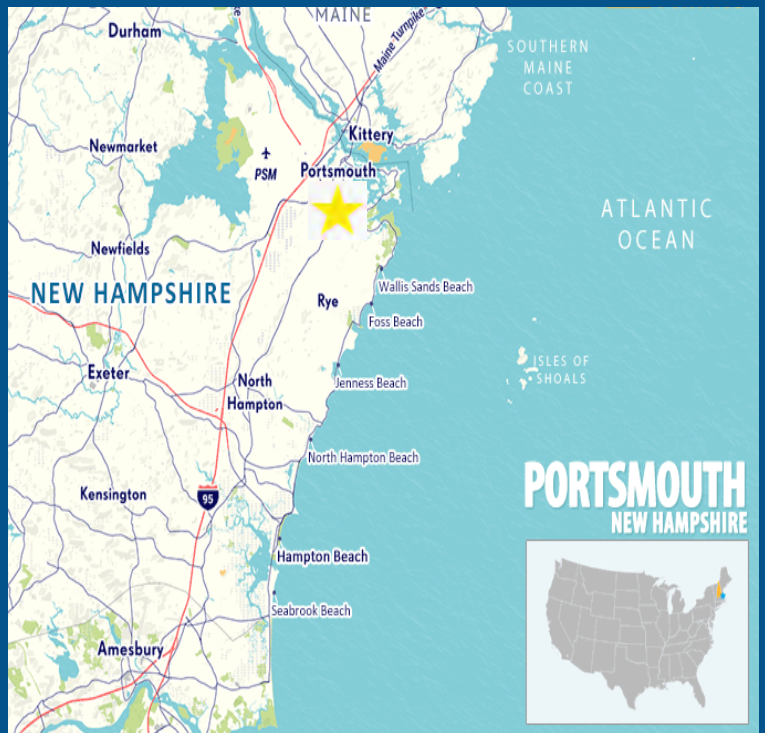 MAINE
Durham
Maine Turnpike
SOUTHERN
MAINE
COAST
Kittery
Newmarket
PSM
Portsmouth
ATLANTIC
OCEAN
Newfields
NEW HAMPSHIRE
Wallis Sands Beach
Rye
Foss Beach
ISLES OF
SHOALS
Exeter
North
Hampton
Jenness Beach
North Hampton Beach
Kensington
95
PORTSMOUTH
NEW HAMPSHIRE
Hampton Beach
Seabrook Beach
Amesbury